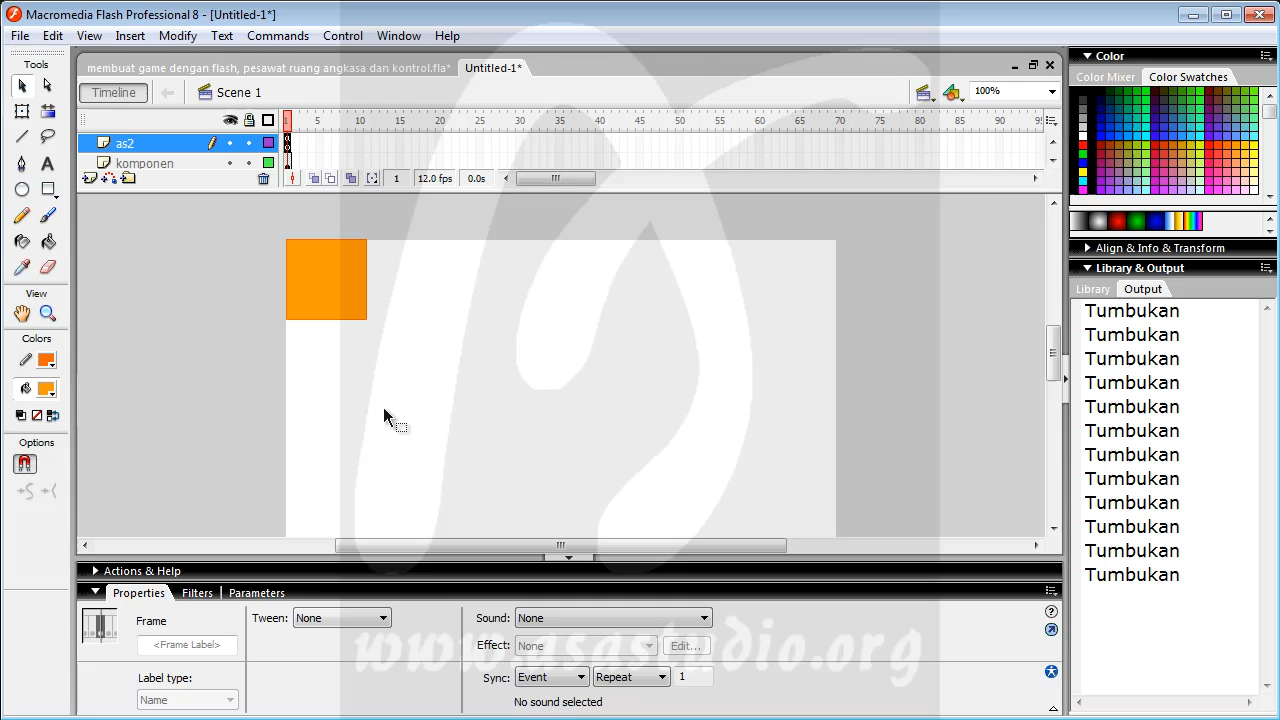 Macromedia Flash Professional 8 - [Untitled-1*]
File Edit View Insert Modify Text Commands Control Window Help
Tools
membuat game dengan flash, pesawat ruang angkasa dan kontrol.fla* Untitled-1*
Timeline Scene 1 100%
1 5 10 15 20 25 30 35 40 45 50 55 60 65 70 75 80 85 90 95
as2
komponen
1 12.0 fps 0.0s
View
Colors
Options
Color
Color Mixer Color Swatches
Align & Info & Transform
Library & Output
Library Output
Tumbukan
Tumbukan
Tumbukan
Tumbukan
Tumbukan
Tumbukan
Tumbukan
Tumbukan
Tumbukan
Tumbukan
Tumbukan
Tumbukan
Actions & Help
Properties Filters Parameters
Frame
<Frame Label>
Label type:
Name
Tween: None
Sound: None
Effect: None Edit...
Sync: Event Repeat 1
No sound selected
www.asastudio.org